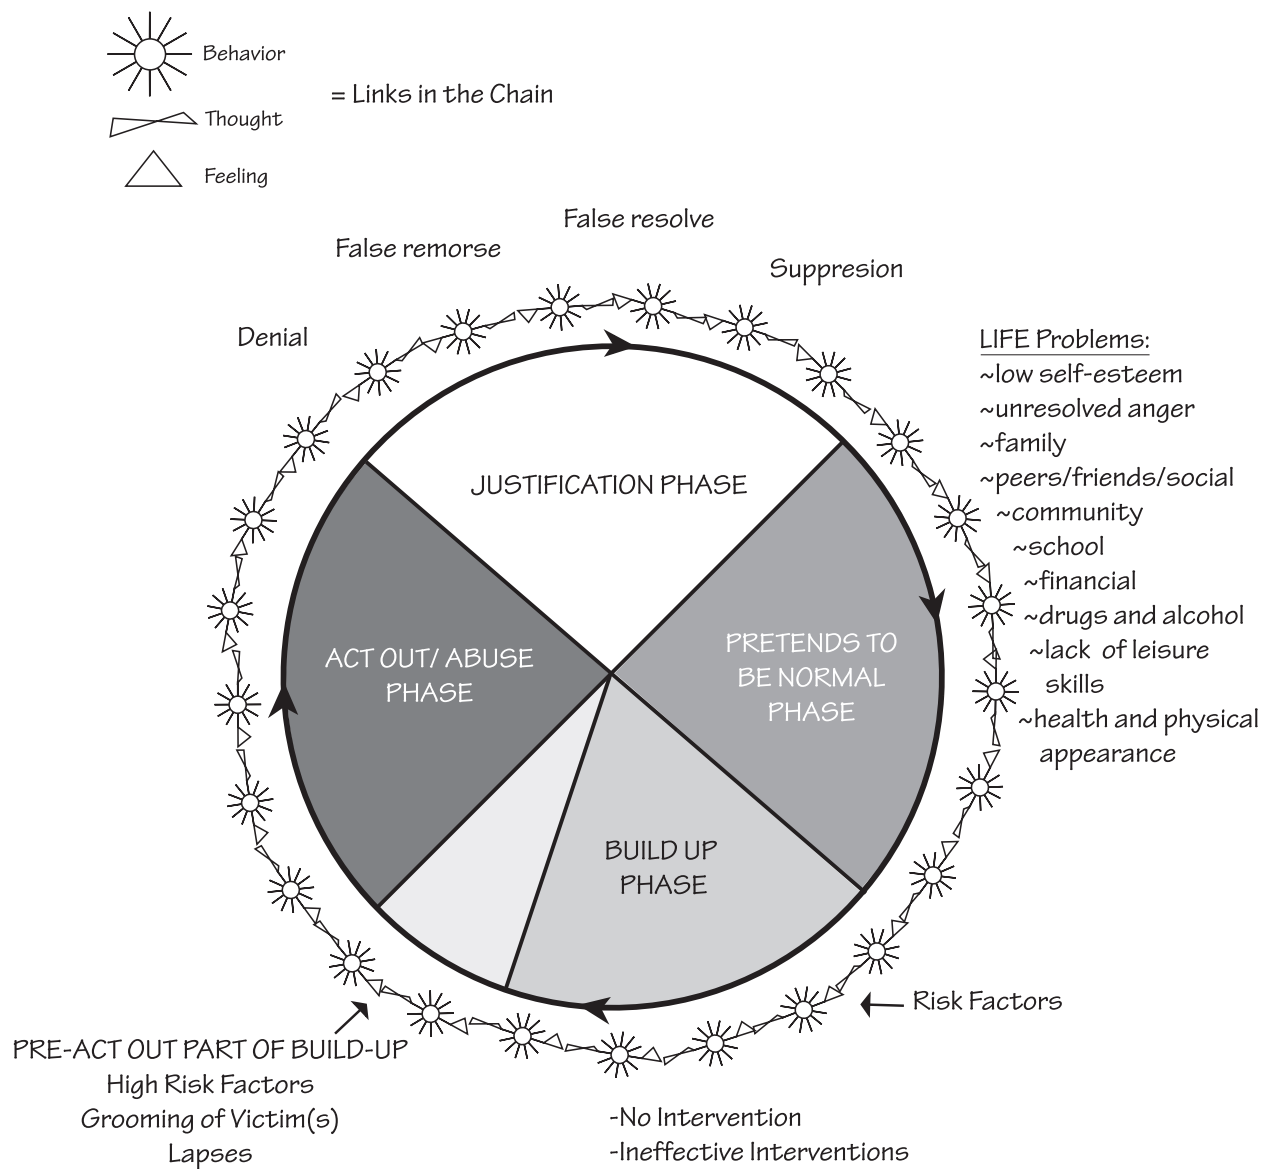 Behavior
= Links in the Chain
Thought
Feeling
False resolve
False remorse
Suppresion
Denial
LIFE Problems:
~low self-esteem
~unresolved anger
~family
~peers/friends/social
~community
~school
~financial
~drugs and alcohol
~lack of leisure
skills
~health and physical
appearance
JUSTIFICATION PHASE
PRETENDS TO
BE NORMAL
PHASE
ACT OUT/ ABUSE
PHASE
BUILD UP
PHASE
Risk Factors
PRE-ACT OUT PART OF BUILD-UP
High Risk Factors
Grooming of Victim(s)
Lapses
-No Intervention
-Ineffective Interventions